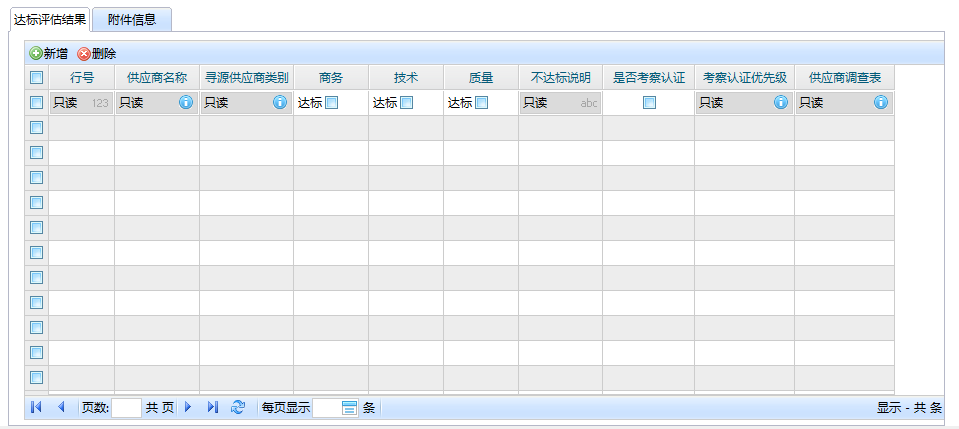 达标评估结果 附件信息
新增 删除
行号 供应商名称 寻源供应商类别 商务 技术 质量 不达标说明 是否考察认证 考察认证优先级 供应商调查表
只读 123 只读 只读 达标 达标 达标 只读 abc 只读 只读
页数: 共 页 每页显示 条 显示 - 共 条